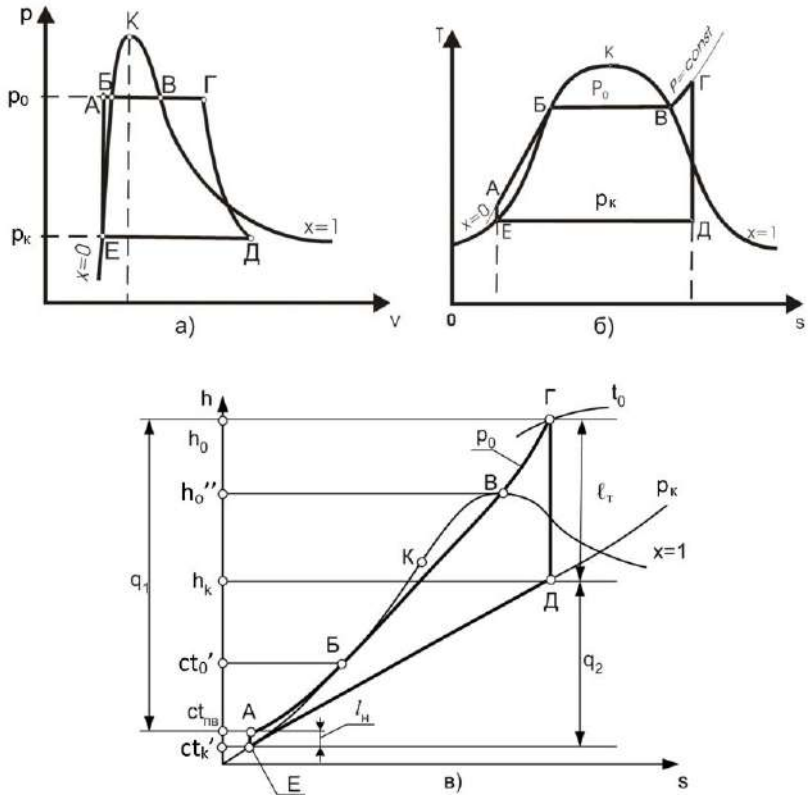 p
К
Б
В
Г
p₀
А
pк
Е
Д
x=0
x=1
v
а)
T
К
P=const
Г
P₀
Б
В
А
x=0
pк
Е
Д
x=1
0
s
б)
h
Г
t₀
h₀
p₀
h₀''
В
ℓт
pк
К
x=1
q₁
hк
Д
Б
ct₀'
q₂
ctпв
А
lн
ctк'
Е
в)
s